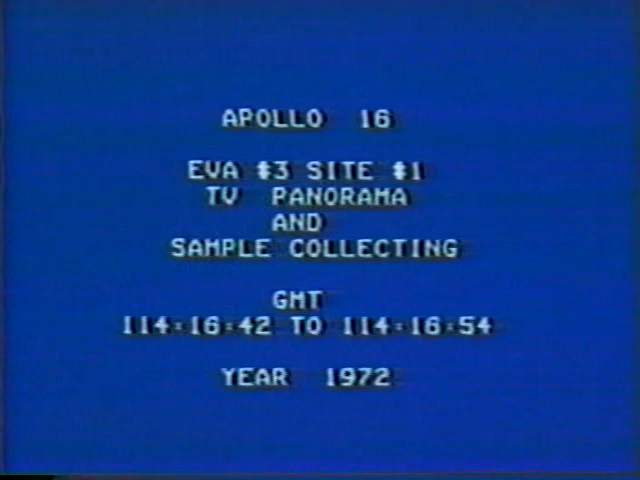 APOLLO 16
EVA #3 SITE #1
TV PANORAMA
AND
SAMPLE COLLECTING
GMT
114:16:42 TO 114:16:54
YEAR 1972